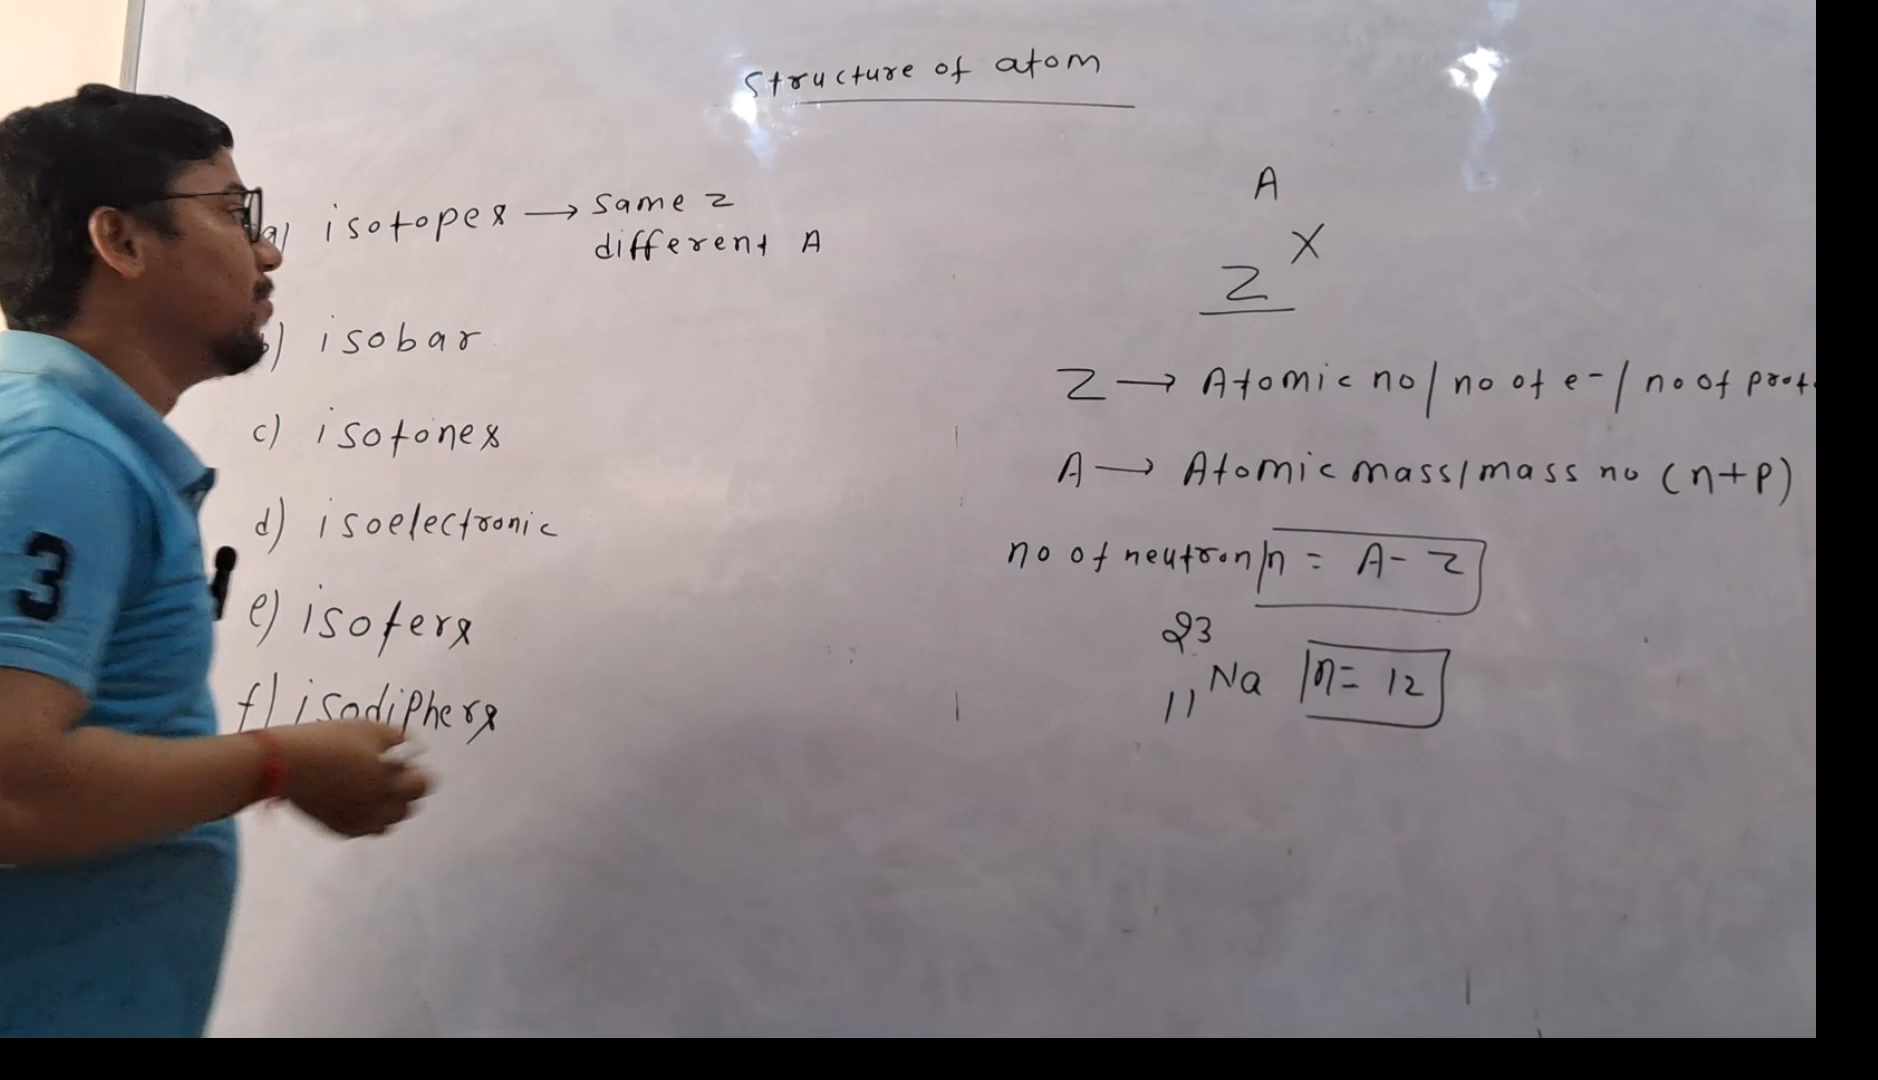 Structure of atom
a) isotopes → same z
different A
) isobar
c) isotones
d) isoelectronic
e) isoters
f) isodiphers
A
X
Z
Z → Atomic no / no of e- / no of prot
A → Atomic mass / mass no (n+p)
no of neutron n = A - Z
23
Na n = 12
11
3